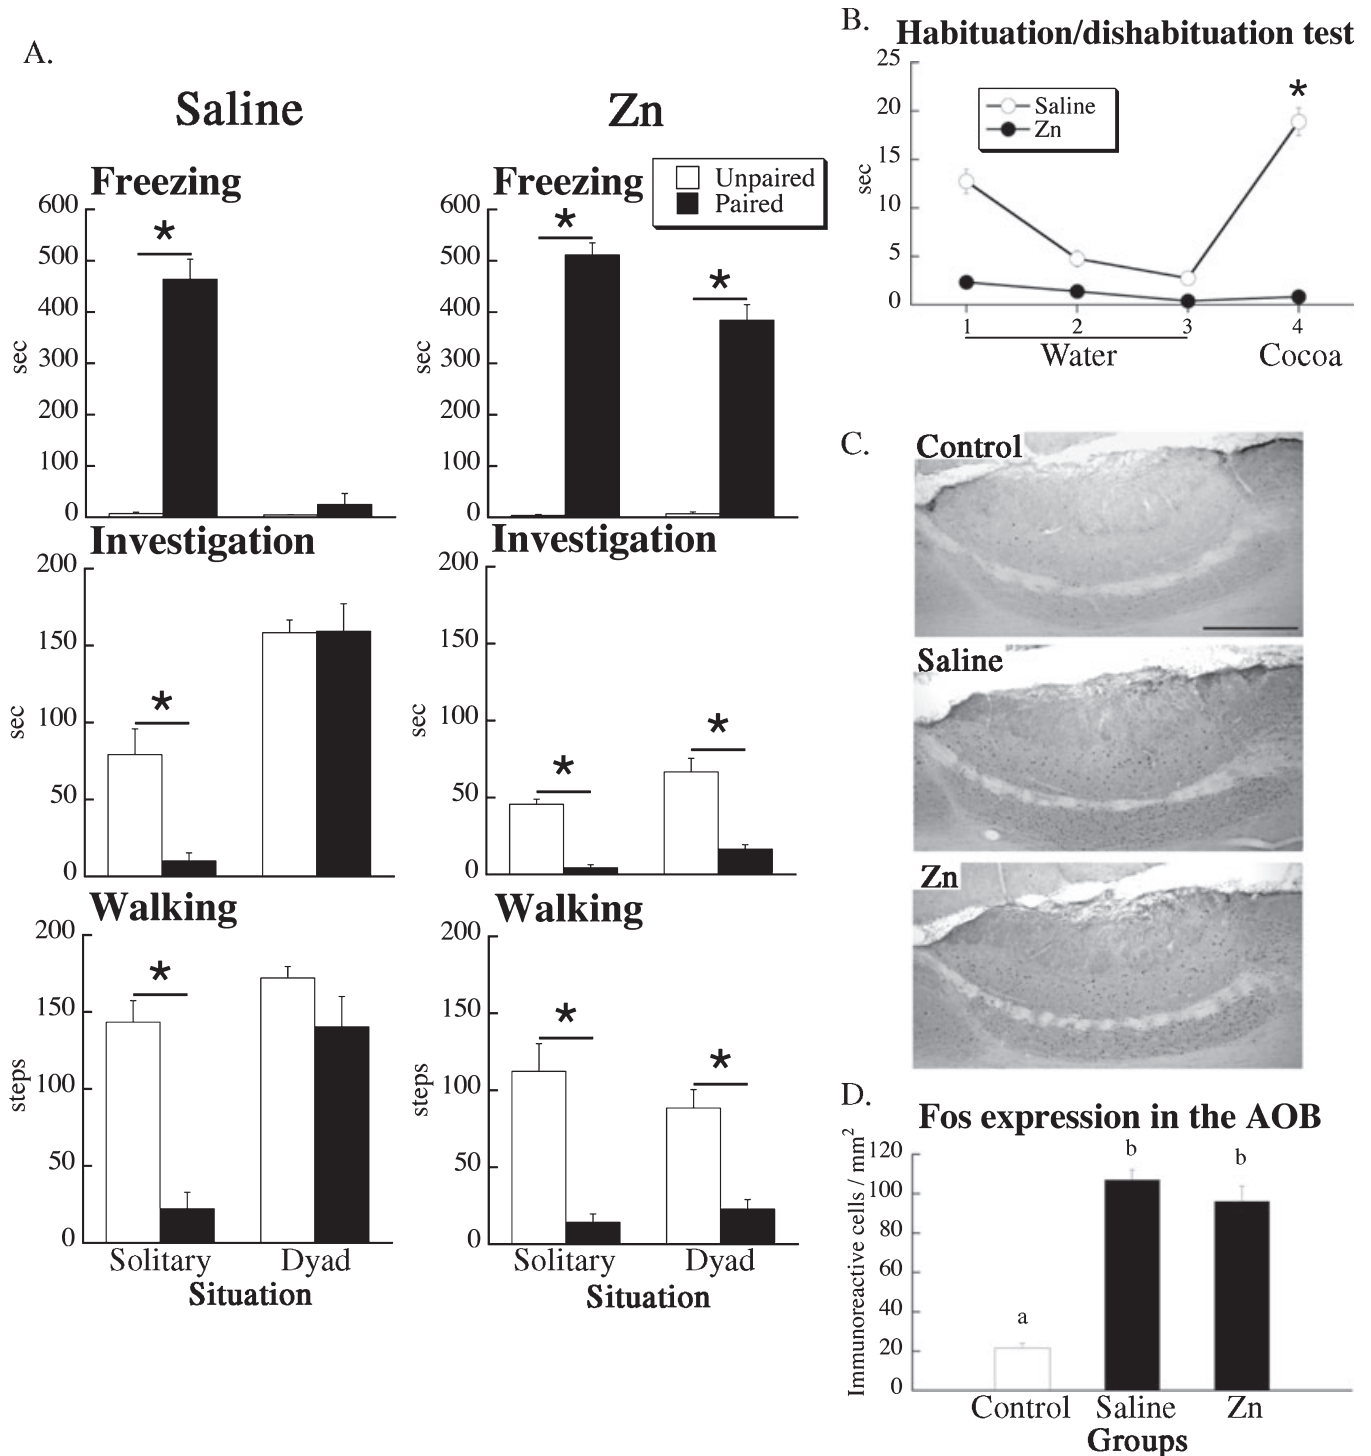 A.
Saline
Zn
Freezing
600
500
400
300
200
100
0
sec
*
Freezing
Unpaired
Paired
600
500
400
300
200
100
0
sec
*
*
Investigation
200
150
100
50
0
sec
*
Investigation
200
150
100
50
0
sec
*
*
Walking
200
150
100
50
0
steps
*
Solitary
Dyad
Situation
Walking
200
150
100
50
0
steps
*
*
Solitary
Dyad
Situation
B.
Habituation/dishabituation test
25
20
15
10
5
0
sec
Saline
Zn
*
1
2
3
4
Water
Cocoa
C.
Control
Saline
Zn
D.
Fos expression in the AOB
Immunoreactive cells / mm²
120
100
80
60
40
20
0
a
b
b
Control
Saline
Zn
Groups